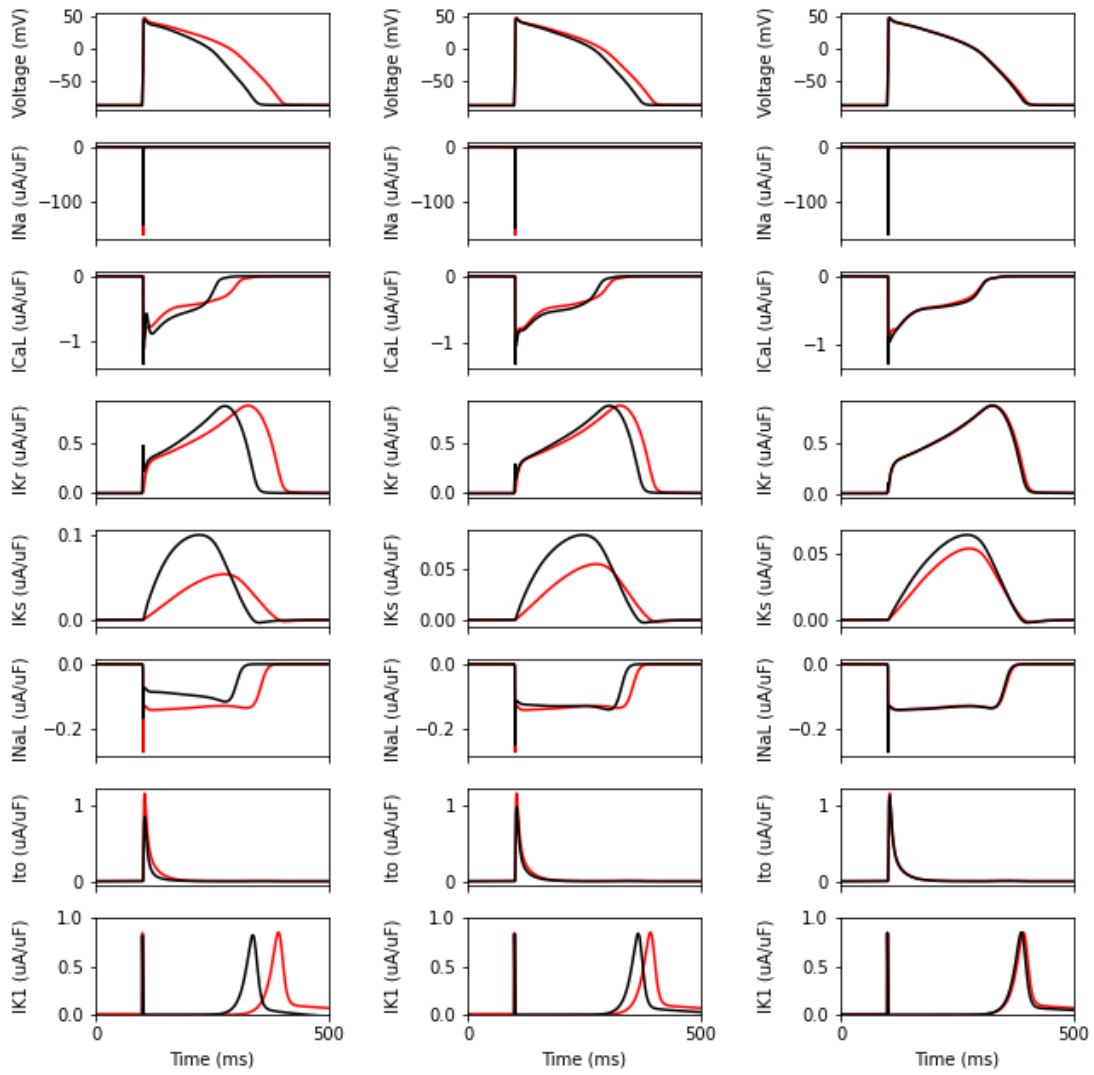 50
0
−50
Voltage (mV)
50
0
−50
Voltage (mV)
50
0
−50
Voltage (mV)
0
−100
INa (uA/uF)
0
−100
INa (uA/uF)
0
−100
INa (uA/uF)
0
−1
ICaL (uA/uF)
0
−1
ICaL (uA/uF)
0
−1
ICaL (uA/uF)
0.5
0.0
IKr (uA/uF)
0.5
0.0
IKr (uA/uF)
0.5
0.0
IKr (uA/uF)
0.1
0.0
IKs (uA/uF)
0.05
0.00
IKs (uA/uF)
0.05
0.00
IKs (uA/uF)
0.0
−0.2
INaL (uA/uF)
0.0
−0.2
INaL (uA/uF)
0.0
−0.2
INaL (uA/uF)
1
0
Ito (uA/uF)
1
0
Ito (uA/uF)
1
0
Ito (uA/uF)
1.0
0.5
0.0
IK1 (uA/uF)
1.0
0.5
0.0
IK1 (uA/uF)
1.0
0.5
0.0
IK1 (uA/uF)
0 500
0 500
0 500
Time (ms)
Time (ms)
Time (ms)